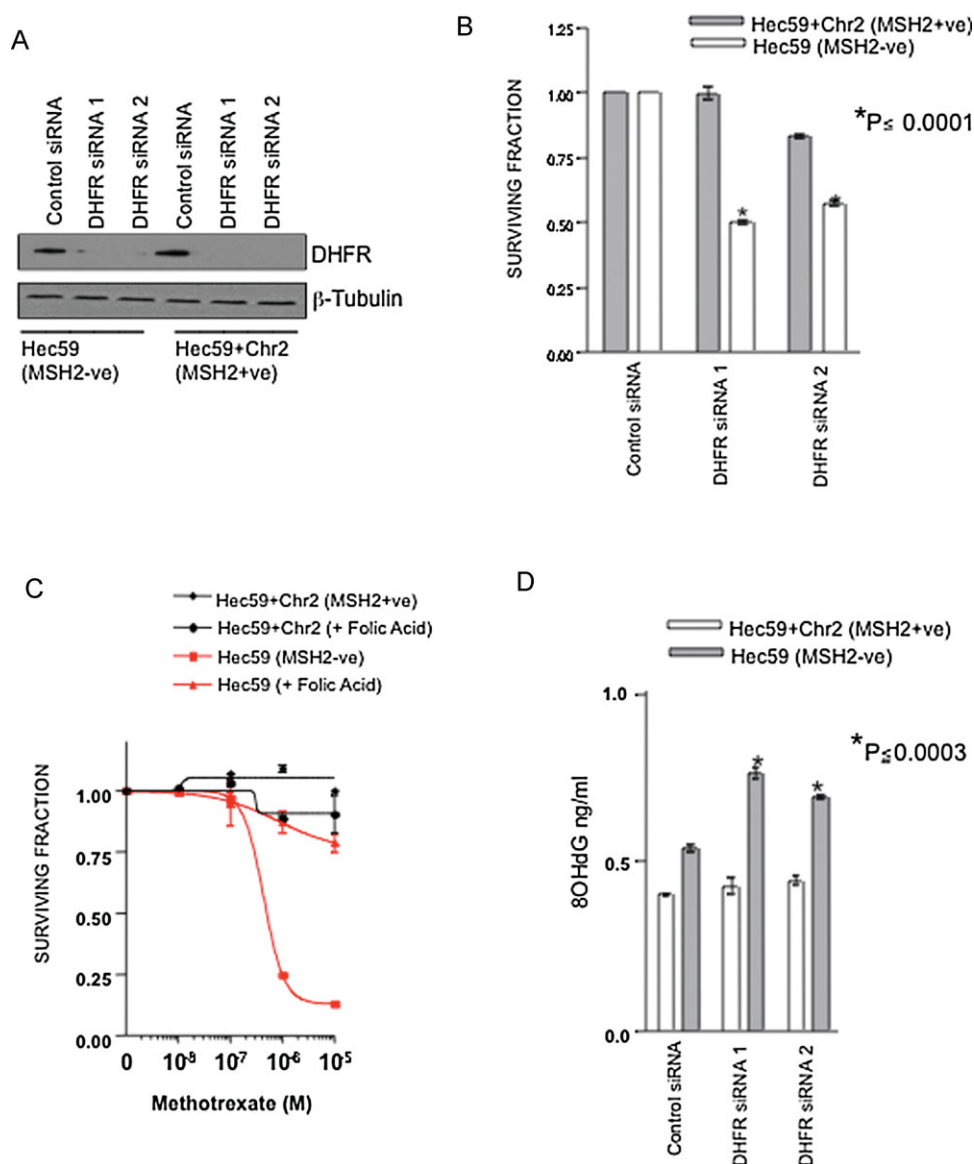 A
Control siRNA
DHFR siRNA 1
DHFR siRNA 2
Control siRNA
DHFR siRNA 1
DHFR siRNA 2
DHFR
β-Tubulin
Hec59
(MSH2-ve)
Hec59+Chr2
(MSH2+ve)
B
Hec59+Chr2 (MSH2+ve)
Hec59 (MSH2-ve)
*P≤ 0.0001
SURVIVING FRACTION
1.25
1.00
0.75
0.50
0.25
0.00
*
*
Control siRNA
DHFR siRNA 1
DHFR siRNA 2
C
Hec59+Chr2 (MSH2+ve)
Hec59+Chr2 (+ Folic Acid)
Hec59 (MSH2-ve)
Hec59 (+ Folic Acid)
SURVIVING FRACTION
1.00
0.75
0.50
0.25
0.00
0 10-8 10-7 10-6 10-5
Methotrexate (M)
D
Hec59+Chr2 (MSH2+ve)
Hec59 (MSH2-ve)
*P≤0.0003
8OHdG ng/ml
1.0
0.5
0.0
*
*
Control siRNA
DHFR siRNA 1
DHFR siRNA 2